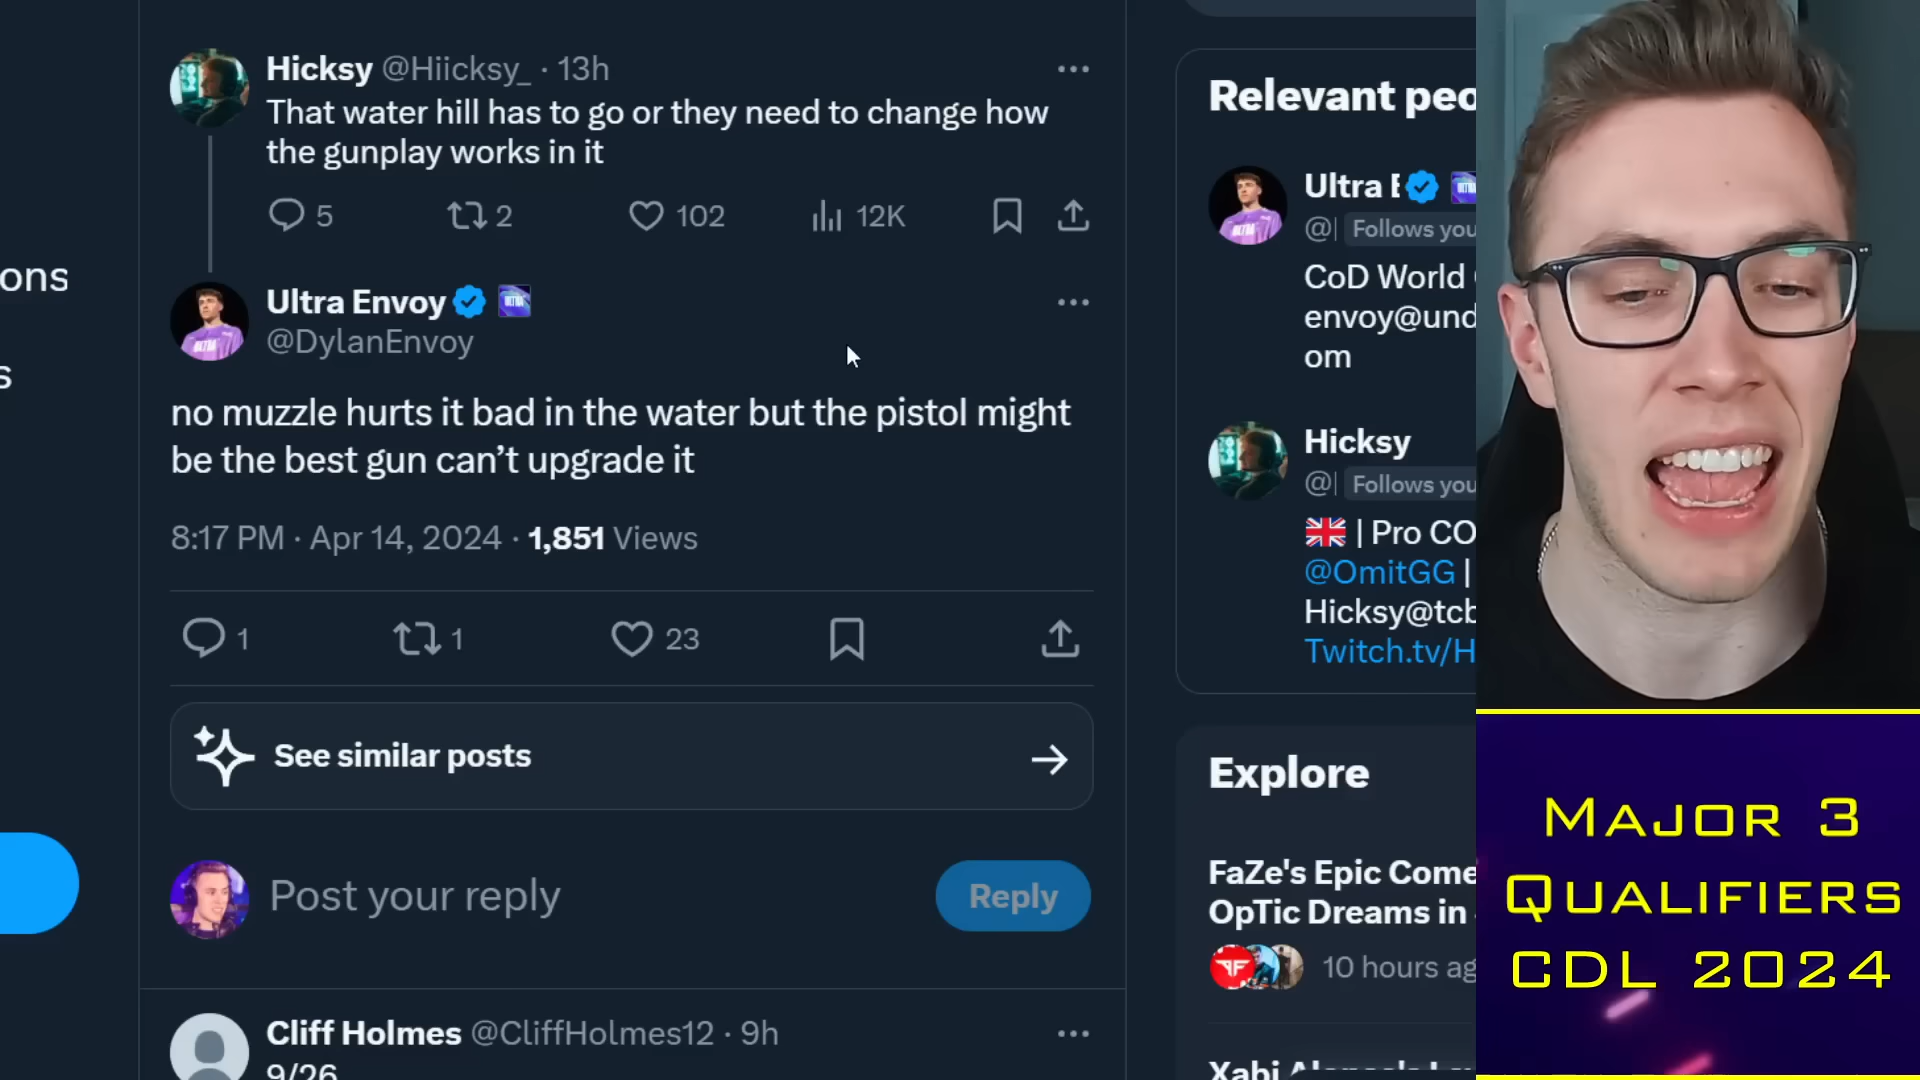 Hicksy @Hiicksy_ · 13h
That water hill has to go or they need to change how
the gunplay works in it
5 2 102 12K
ons
Ultra Envoy
@DylanEnvoy
s
no muzzle hurts it bad in the water but the pistol might
be the best gun can’t upgrade it
8:17 PM · Apr 14, 2024 · 1,851 Views
1 1 23
See similar posts
Post your reply
Reply
Cliff Holmes @CliffHolmes12 · 9h
9/26
Relevant peo
Ultra E
@ Follows you
CoD World
envoy@und
om
Hicksy
@ Follows you
| Pro CO
@OmitGG |
Hicksy@tcb
Twitch.tv/H
Explore
FaZe's Epic Come
OpTic Dreams in
10 hours ag
Xabi
MAJOR 3
QUALIFIERS
CDL 2024